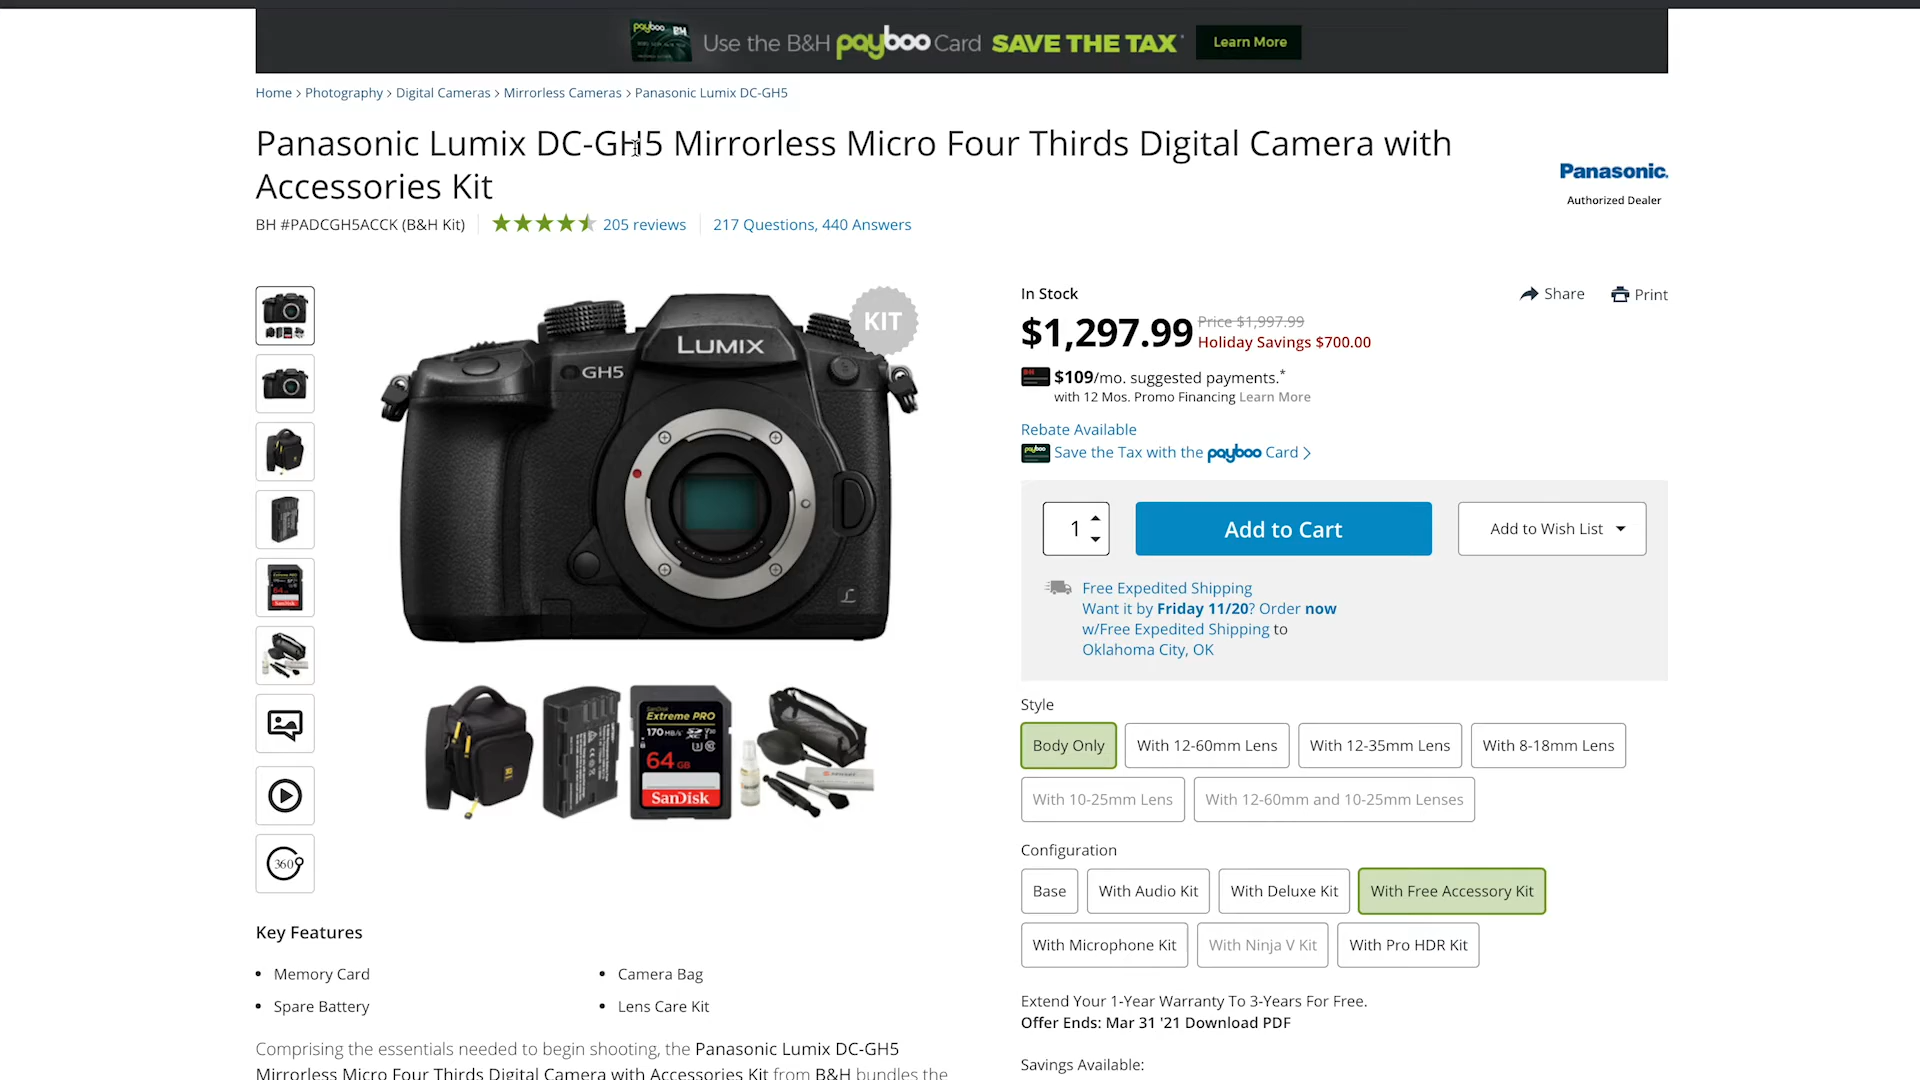 payboo B&H
Use the B&H payboo Card SAVE THE TAX* Learn More
Home > Photography > Digital Cameras > Mirrorless Cameras > Panasonic Lumix DC-GH5
Panasonic Lumix DC-GH5 Mirrorless Micro Four Thirds Digital Camera with
Accessories Kit
Panasonic.
Authorized Dealer
BH #PADCGH5ACCK (B&H Kit)
205 reviews
217 Questions, 440 Answers
KIT
LUMIX
GH5
L
SanDisk
Extreme PRO
170 MB/s
64 GB
SanDisk
Extreme PRO
64
SanDisk
360
In Stock
Share
Print
$1,297.99
Price $1,997.99
Holiday Savings $700.00
$109/mo. suggested payments.*
with 12 Mos. Promo Financing Learn More
Rebate Available
payboo
Save the Tax with the payboo Card >
1
Add to Cart
Add to Wish List
Free Expedited Shipping
Want it by Friday 11/20? Order now
w/Free Expedited Shipping to
Oklahoma City, OK
Style
Body Only
With 12-60mm Lens
With 12-35mm Lens
With 8-18mm Lens
With 10-25mm Lens
With 12-60mm and 10-25mm Lenses
Configuration
Base
With Audio Kit
With Deluxe Kit
With Free Accessory Kit
With Microphone Kit
With Ninja V Kit
With Pro HDR Kit
Extend Your 1-Year Warranty To 3-Years For Free.
Offer Ends: Mar 31 '21 Download PDF
Savings Available:
Key Features
• Memory Card
• Camera Bag
• Spare Battery
• Lens Care Kit
Comprising the essentials needed to begin shooting, the Panasonic Lumix DC-GH5
Mirrorless Micro Four Thirds Digital Camera with Accessories Kit from B&H bundles the